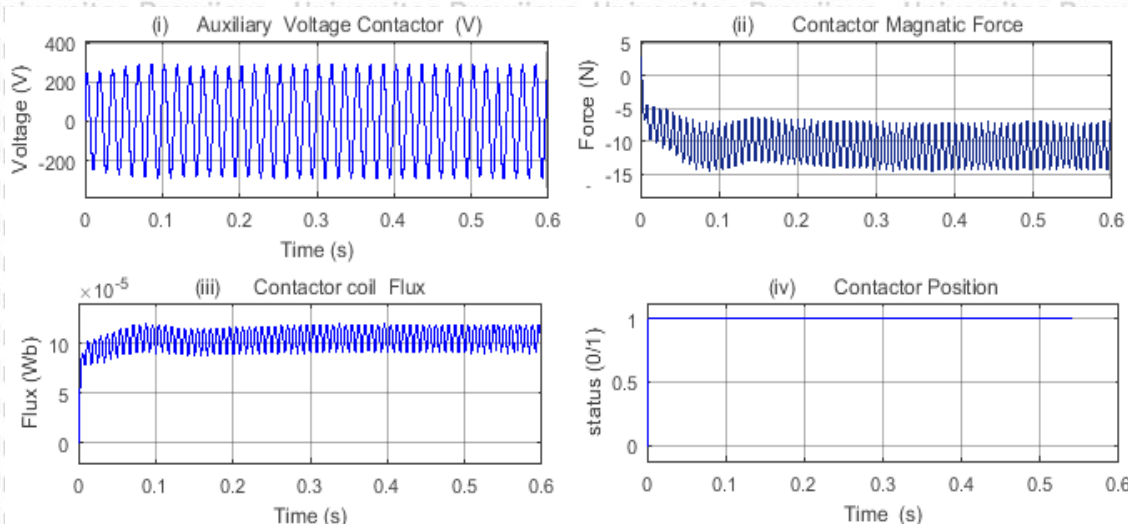 (i) Auxiliary Voltage Contactor (V)
400
200
0
-200
Voltage (V)
0 0.1 0.2 0.3 0.4 0.5 0.6
Time (s)
(ii) Contactor Magnatic Force
5
0
-5
-10
-15
Force (N)
0 0.1 0.2 0.3 0.4 0.5 0.6
×10⁻⁵
(iii) Contactor coil Flux
10
5
0
Flux (Wb)
0 0.1 0.2 0.3 0.4 0.5 0.6
Time (s)
(iv) Contactor Position
1
0.5
0
status (0/1)
0 0.1 0.2 0.3 0.4 0.5 0.6
Time (s)